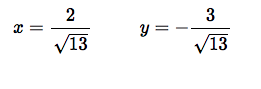 x = 2/√13  y = −3/√13